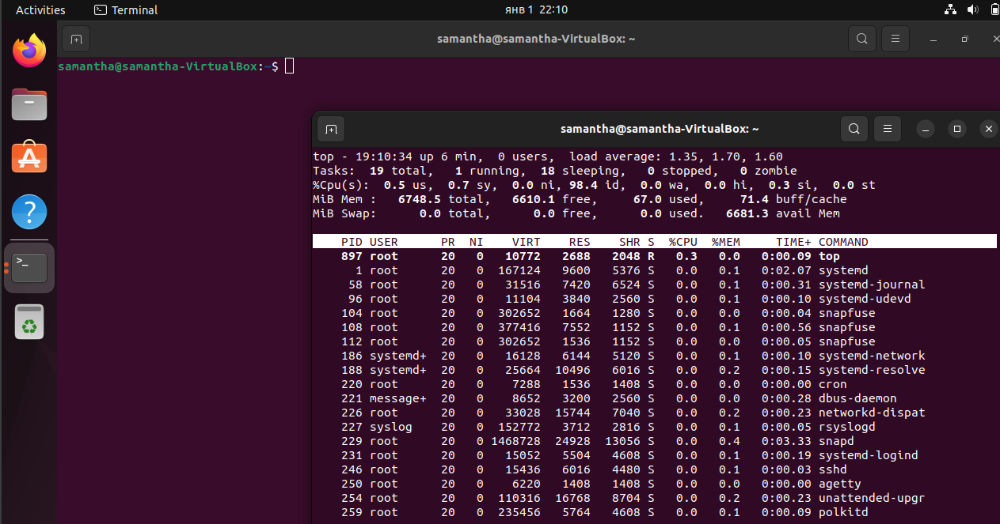 Activities Terminal янв 1 22:10
samantha@samantha-VirtualBox: ~
samantha@samantha-VirtualBox:~$
samantha@samantha-VirtualBox: ~
top - 19:10:34 up 6 min,  0 users,  load average: 1.35, 1.70, 1.60
Tasks:  19 total,   1 running,  18 sleeping,   0 stopped,   0 zombie
%Cpu(s):  0.5 us,  0.7 sy,  0.0 ni, 98.4 id,  0.0 wa,  0.0 hi,  0.3 si,  0.0 st
MiB Mem :   6748.5 total,   6610.1 free,     67.0 used,     71.4 buff/cache
MiB Swap:      0.0 total,      0.0 free,      0.0 used.   6681.3 avail Mem
PID USER PR NI VIRT RES SHR S %CPU %MEM TIME+ COMMAND
897 root 20 0 10772 2688 2048 R 0.3 0.0 0:00.09 top
1 root 20 0 167124 9600 5376 S 0.0 0.1 0:02.07 systemd
58 root 20 0 31516 7420 6524 S 0.0 0.1 0:00.31 systemd-journal
96 root 20 0 11104 3840 2560 S 0.0 0.1 0:00.10 systemd-udevd
104 root 20 0 302652 1664 1280 S 0.0 0.0 0:00.04 snapfuse
108 root 20 0 377416 7552 1152 S 0.0 0.1 0:00.56 snapfuse
112 root 20 0 302652 1536 1152 S 0.0 0.0 0:00.05 snapfuse
186 systemd+ 20 0 16128 6144 5120 S 0.0 0.1 0:00.10 systemd-network
188 systemd+ 20 0 25664 10496 6016 S 0.0 0.2 0:00.15 systemd-resolve
220 root 20 0 7288 1536 1408 S 0.0 0.0 0:00.00 cron
221 message+ 20 0 8652 3200 2560 S 0.0 0.0 0:00.28 dbus-daemon
226 root 20 0 33028 15744 7040 S 0.0 0.2 0:00.23 networkd-dispat
227 syslog 20 0 152772 3712 2816 S 0.0 0.1 0:00.05 rsyslogd
229 root 20 0 1468728 24928 13056 S 0.0 0.4 0:03.33 snapd
231 root 20 0 15052 5504 4608 S 0.0 0.1 0:00.19 systemd-logind
246 root 20 0 15436 6016 4480 S 0.0 0.1 0:00.03 sshd
250 root 20 0 6220 1408 1408 S 0.0 0.0 0:00.00 agetty
254 root 20 0 110316 16768 8704 S 0.0 0.2 0:00.23 unattended-upgr
259 root 20 0 235456 5764 4608 S 0.0 0.1 0:00.09 polkitd